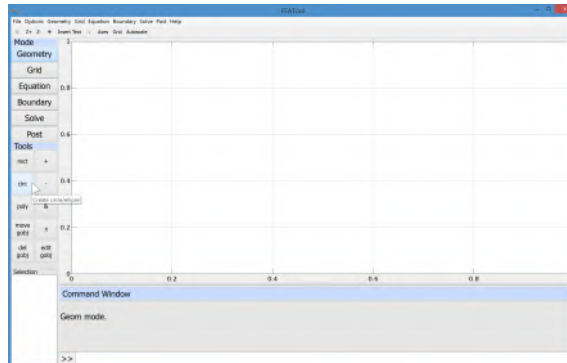 FEATool
File Options Geometry Grid Equation Boundary Solve Post Help
Z+ Z- Insert Text Axes Grid Autoscale
Mode
Geometry
Grid
Equation
Boundary
Solve
Post
Tools
rect +
circ -
Create circle/ellipse
poly &
move gobj
del gobj edit gobj
Selection
1
0.8
0.6
0.4
0.2
0
0 0.2 0.4 0.6 0.8
Command Window
Geom mode.
>>